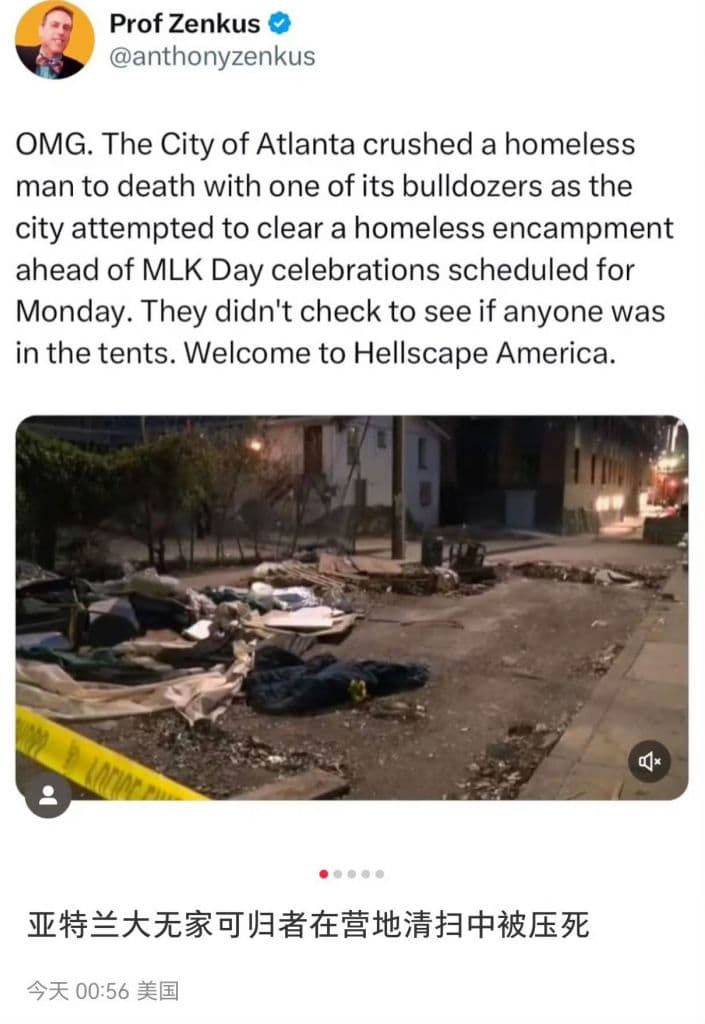 Prof Zenkus
@anthonyzenkus
OMG. The City of Atlanta crushed a homeless
man to death with one of its bulldozers as the
city attempted to clear a homeless encampment
ahead of MLK Day celebrations scheduled for
Monday. They didn't check to see if anyone was
in the tents. Welcome to Hellscape America.
亚特兰大无家可归者在营地清扫中被压死
今天 00:56 美国